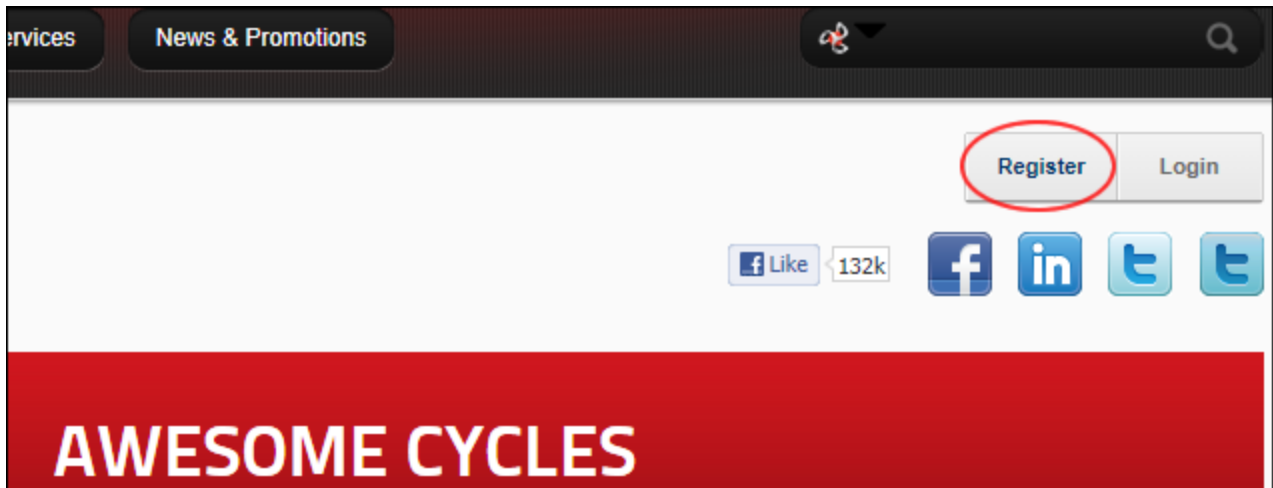 ervices News & Promotions
Register Login
Like 132k
AWESOME CYCLES